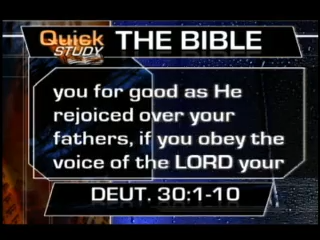 Quick
STUDY
THE BIBLE
you for good as He
rejoiced over your
fathers, if you obey the
voice of the LORD your
DEUT. 30:1-10